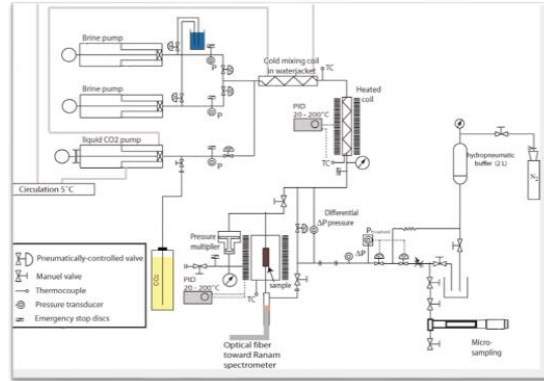 Brine pump
Brine pump
liquid CO2 pump
P
P
P
Cold mixing coil
in waterjacket
TC
Heated
coil
PID
20 - 200°C
TC
Circulation 5°C
hydropneumatic
buffer (2 L)
N₂
Differential
ΔP pressure
Pressure
multiplier
ΔP
CO₂
PID
20 - 200°C
TC
sample
Pneumatically-controlled valve
Manuel valve
Thermocouple
Pressure transducer
Emergency stop discs
Optical fiber
toward Ranam
spectrometer
Micro-
sampling